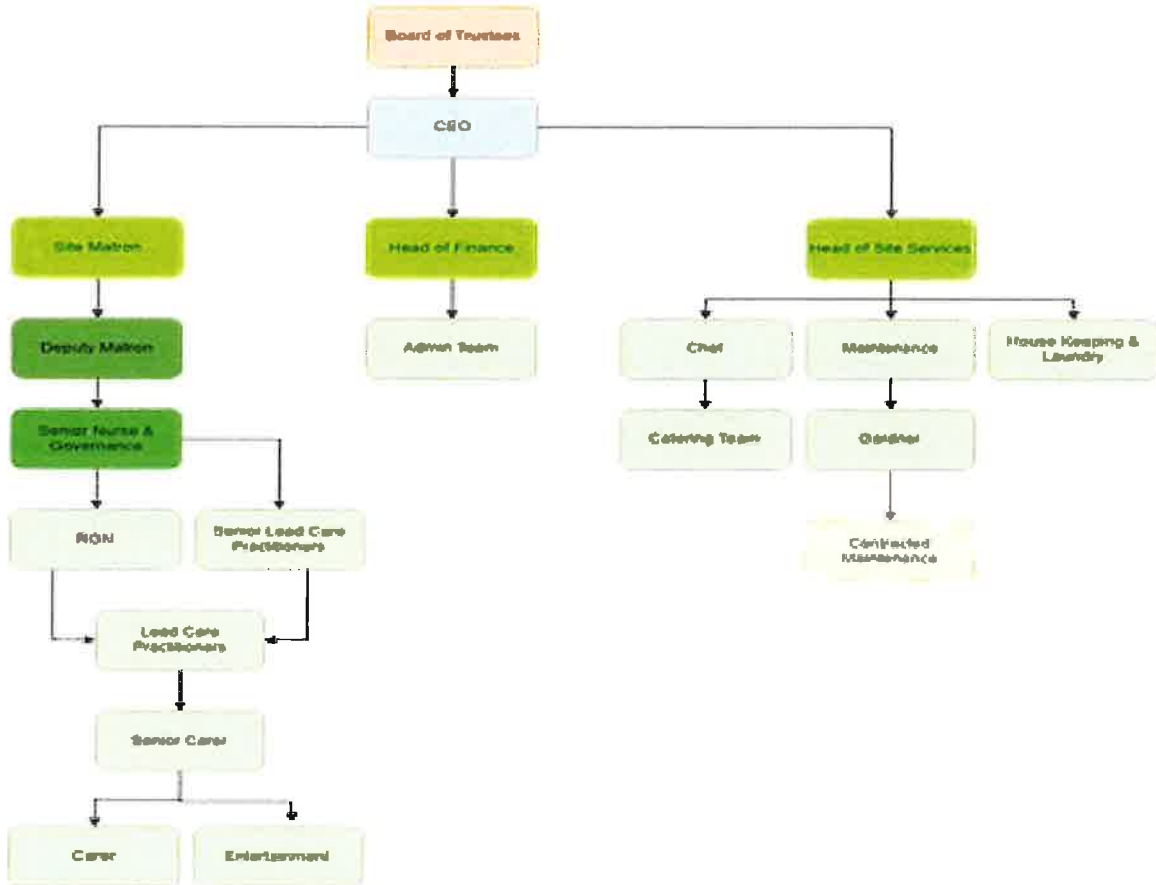 Board of Trustees
CEO
Site Matron
Head of Finance
Head of Site Services
Deputy Matron
Admin Team
Chef
Maintenance
House Keeping &
Laundry
Senior Nurse &
Governance
Catering Team
Gardner
RGN
Senior Lead Care
Practitioners
Contracted
Maintenance
Lead Care
Practitioners
Senior Carer
Carer
Entertainment